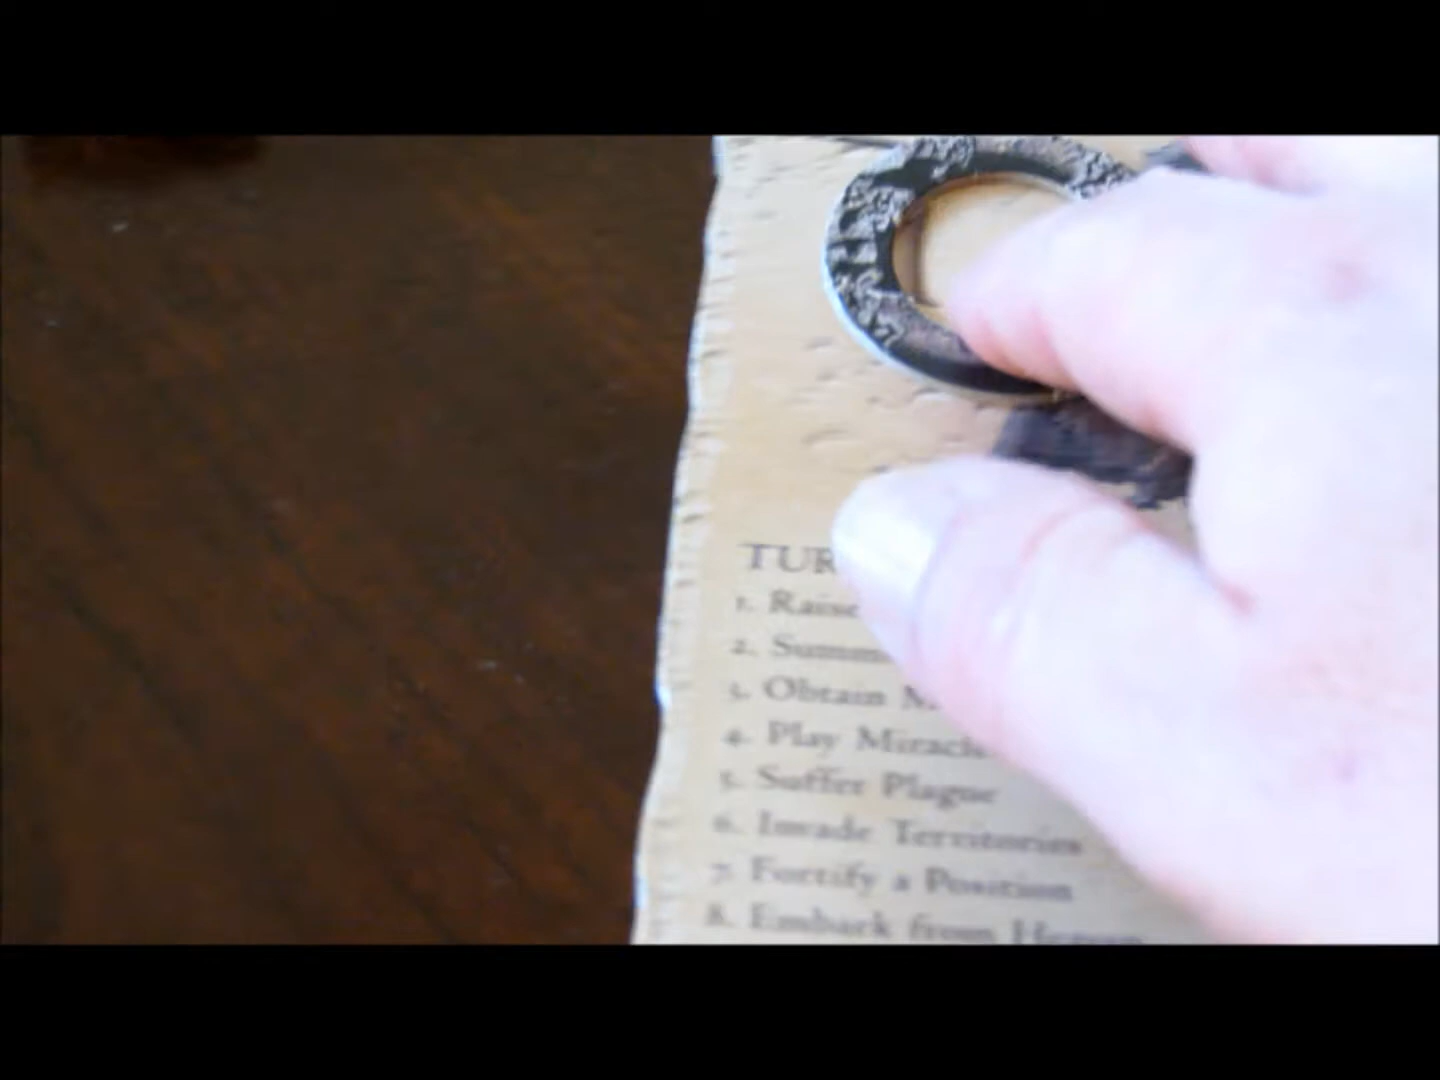 TUR
1. Raise
2. Summ
3. Obtain M
4. Play Miracle
5. Suffer Plague
6. Invade Territories
7. Fortify a Position
8. Embark from Heaven